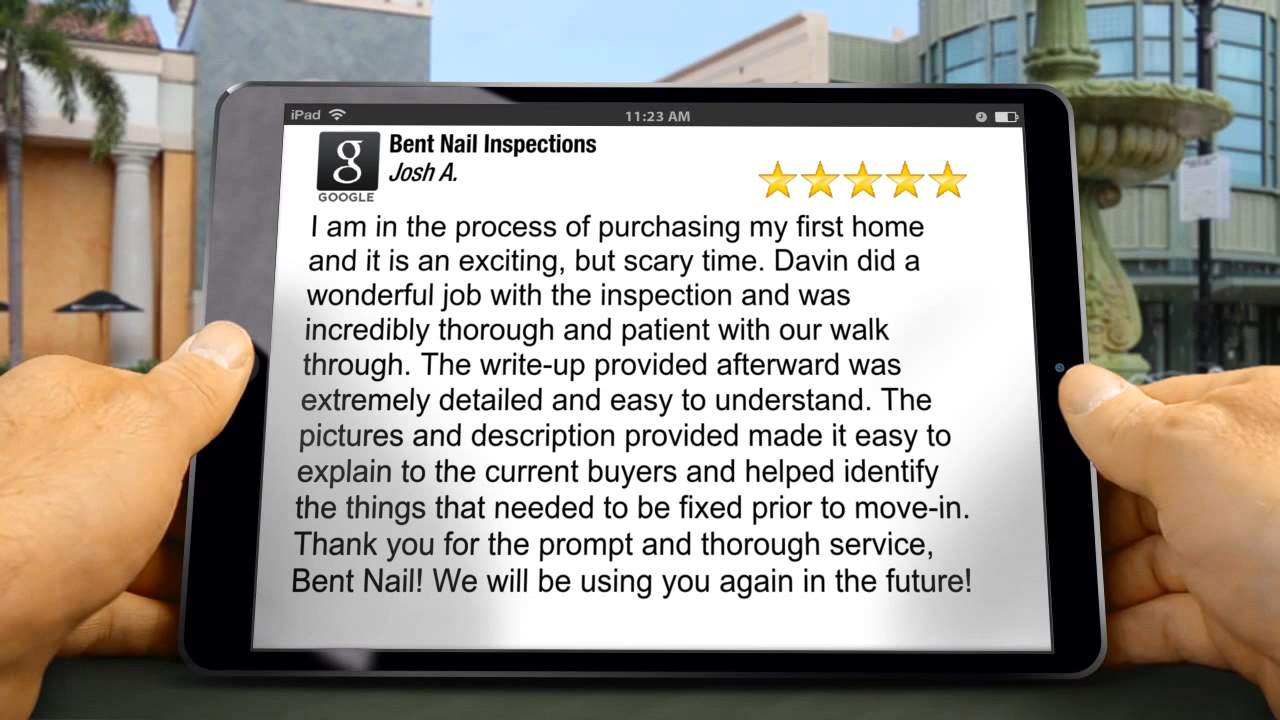 iPad 11:23 AM
Bent Nail Inspections
Josh A.
g
GOOGLE
I am in the process of purchasing my first home
and it is an exciting, but scary time. Davin did a
wonderful job with the inspection and was
incredibly thorough and patient with our walk
through. The write-up provided afterward was
extremely detailed and easy to understand. The
pictures and description provided made it easy to
explain to the current buyers and helped identify
the things that needed to be fixed prior to move-in.
Thank you for the prompt and thorough service,
Bent Nail! We will be using you again in the future!